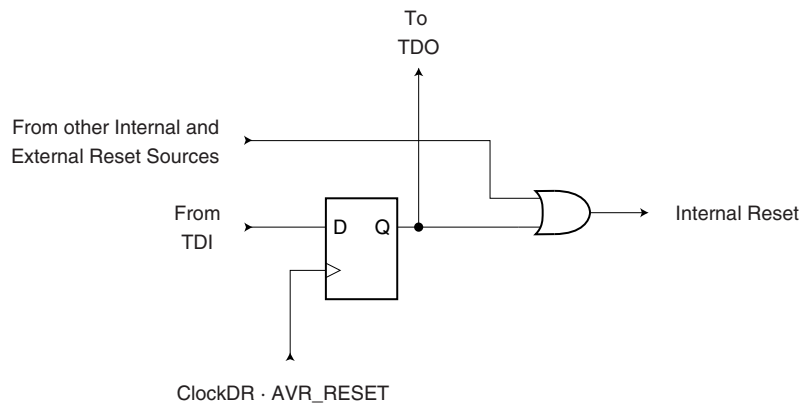 To
TDO
From other Internal and
External Reset Sources
From
TDI
D Q
Internal Reset
ClockDR · AVR_RESET